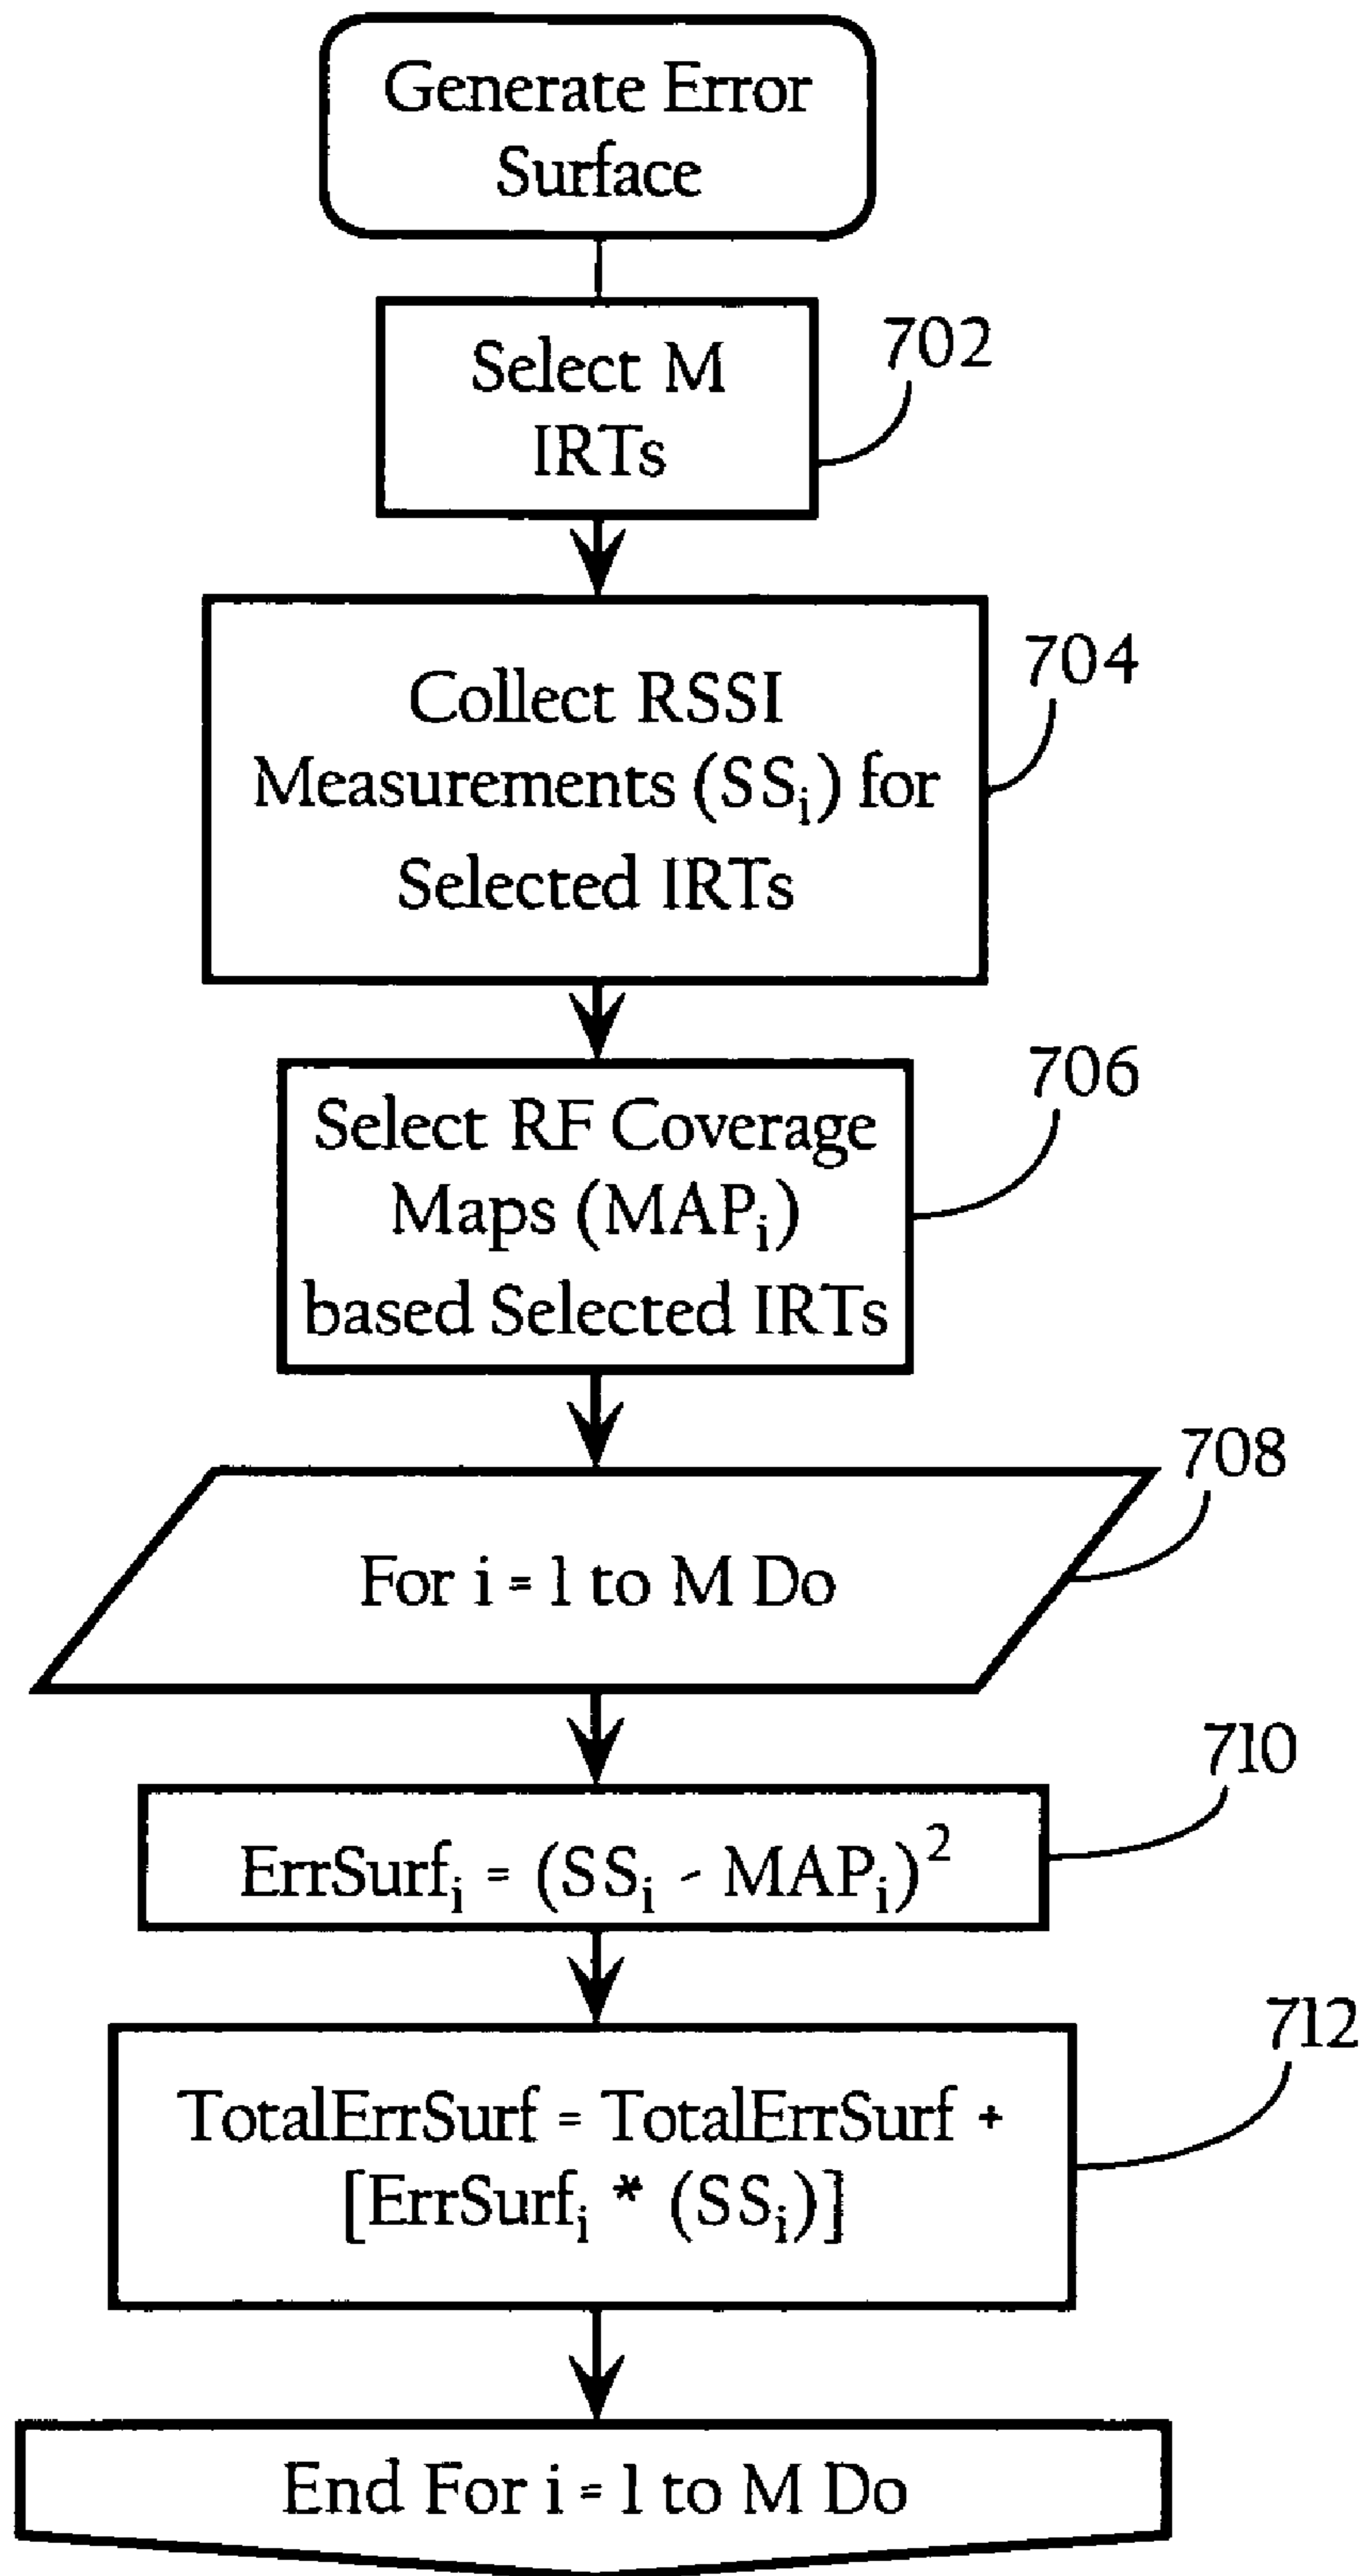 Generate Error
Surface
Select M
IRTs
702
Collect RSSI
Measurements (SSᵢ) for
Selected IRTs
704
Select RF Coverage
Maps (MAPᵢ)
based Selected IRTs
706
For i = 1 to M Do
708
ErrSurfᵢ = (SSᵢ - MAPᵢ)²
710
TotalErrSurf = TotalErrSurf +
[ErrSurfᵢ * (SSᵢ)]
712
End For i = 1 to M Do